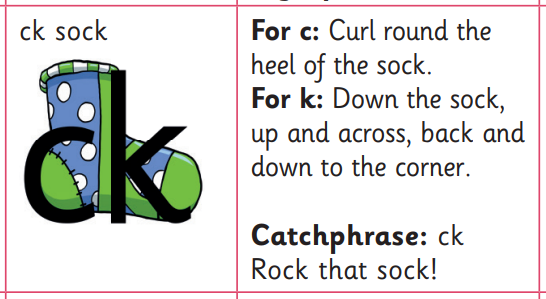 ck sock
ck
For c: Curl round the
heel of the sock.
For k: Down the sock,
up and across, back and
down to the corner.
Catchphrase: ck
Rock that sock!